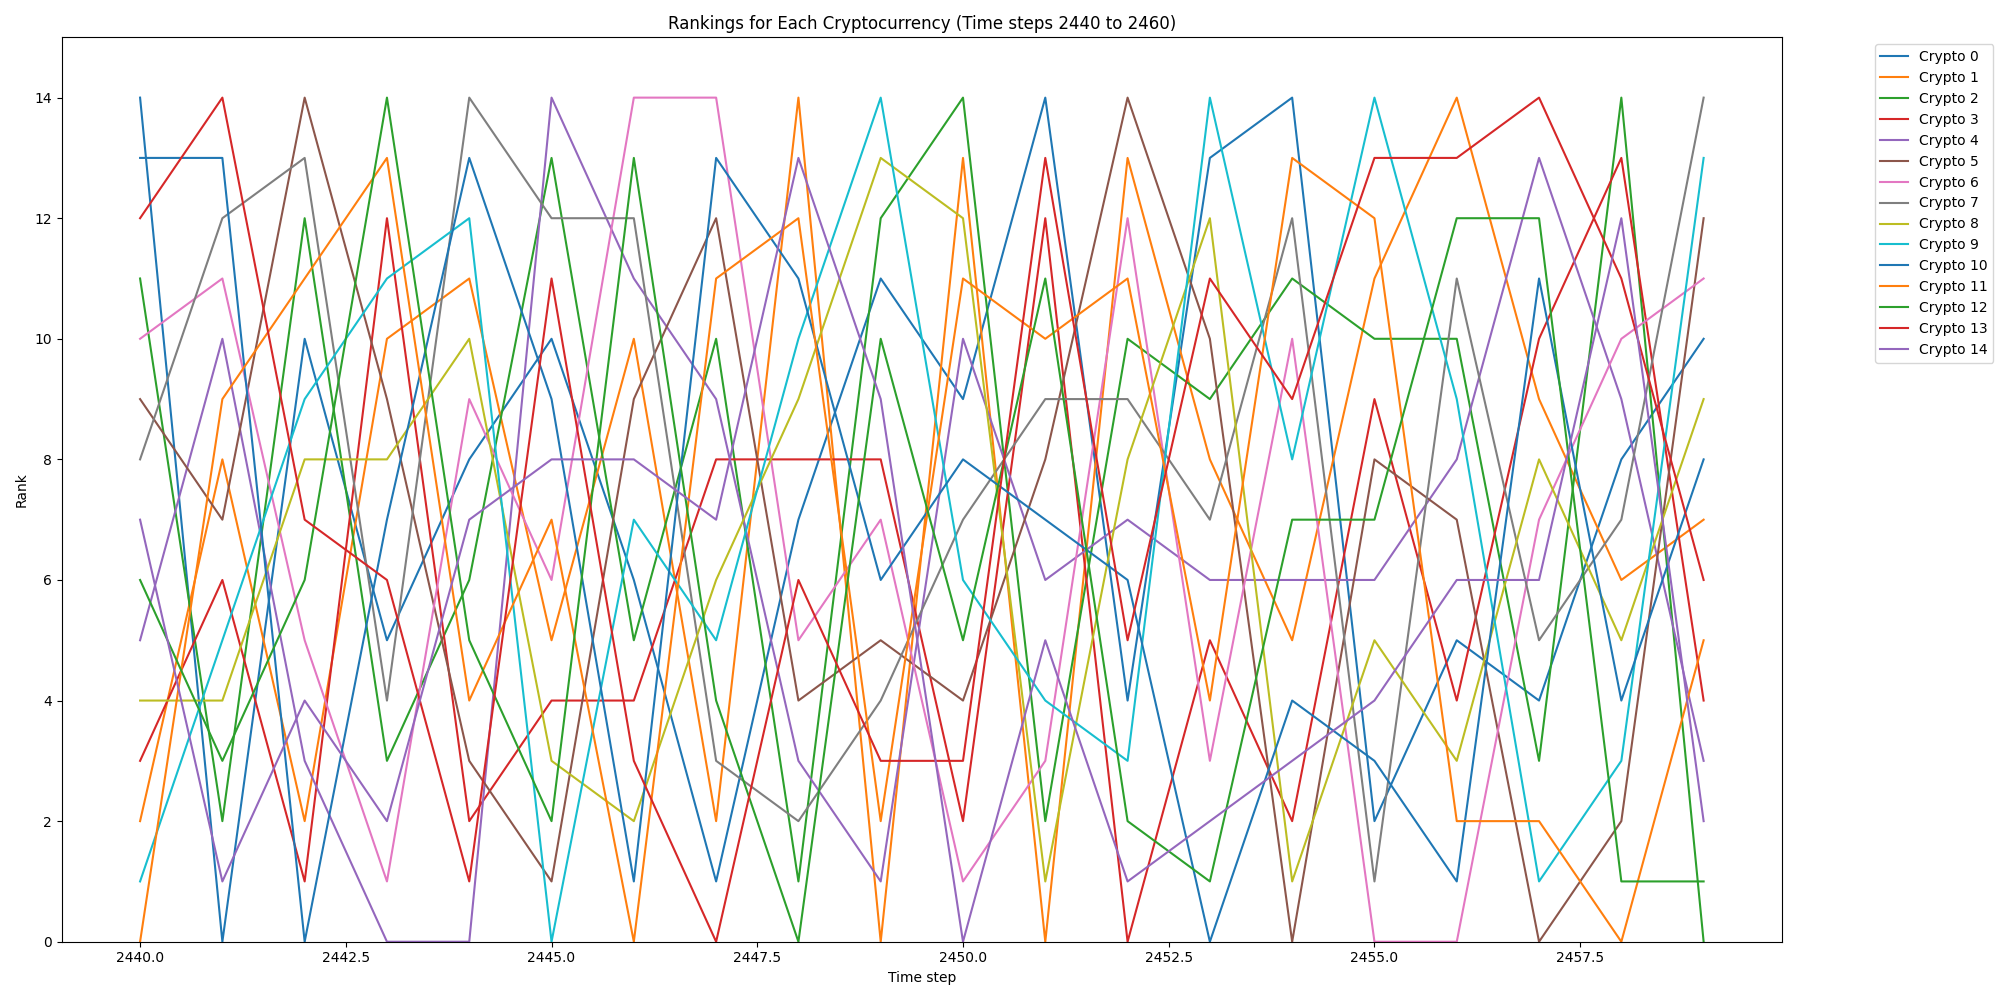 Rankings for Each Cryptocurrency (Time steps 2440 to 2460)
Rank
14
12
10
8
6
4
2
0
2440.0 2442.5 2445.0 2447.5 2450.0 2452.5 2455.0 2457.5
Time step
Crypto 0
Crypto 1
Crypto 2
Crypto 3
Crypto 4
Crypto 5
Crypto 6
Crypto 7
Crypto 8
Crypto 9
Crypto 10
Crypto 11
Crypto 12
Crypto 13
Crypto 14